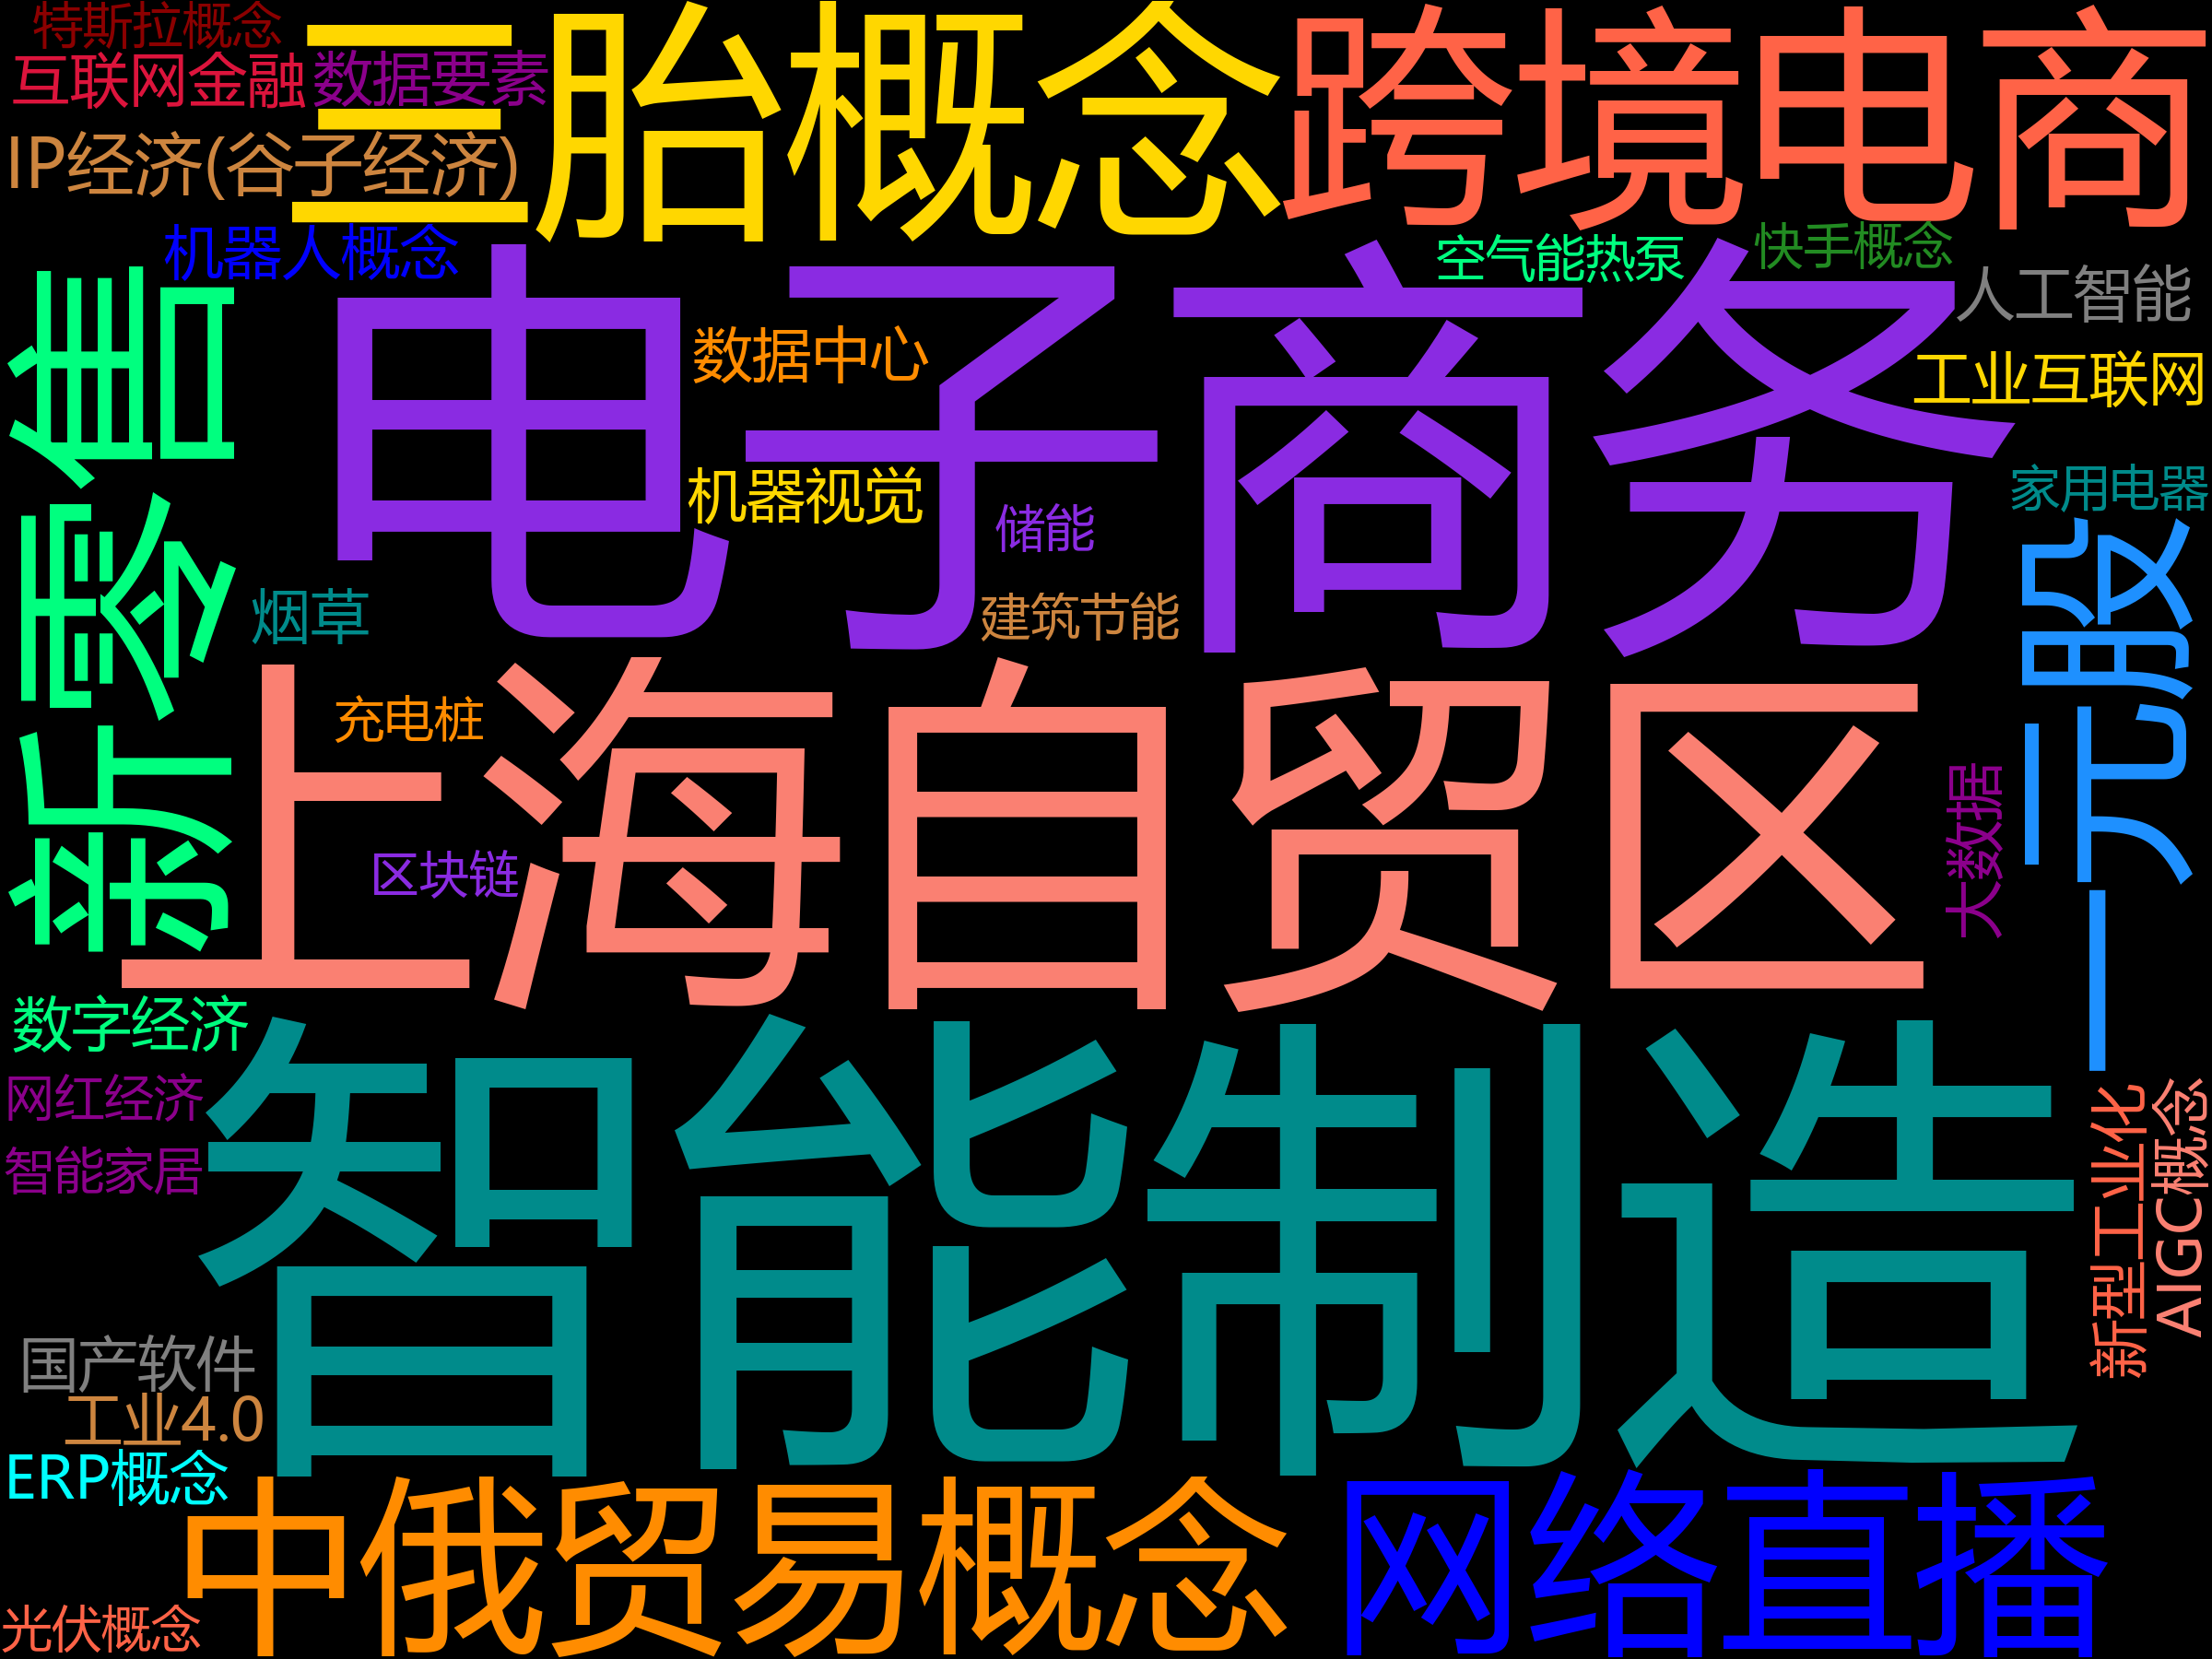 特斯拉概念
互联网金融
数据要素
IP经济(谷子经济)
三胎概念
跨境电商
机器人概念
空气能热泵
快手概念
人工智能
电子商务
数据中心
工业互联网
机器视觉
储能
家用电器
新零售
烟草
建筑节能
一元股
上海自贸区
充电桩
区块链
大数据
数字经济
智能制造
网红经济
智能家居
新型工业化
AIGC概念
国产软件
工业4.0
ERP概念
中俄贸易概念
网络直播
光伏概念